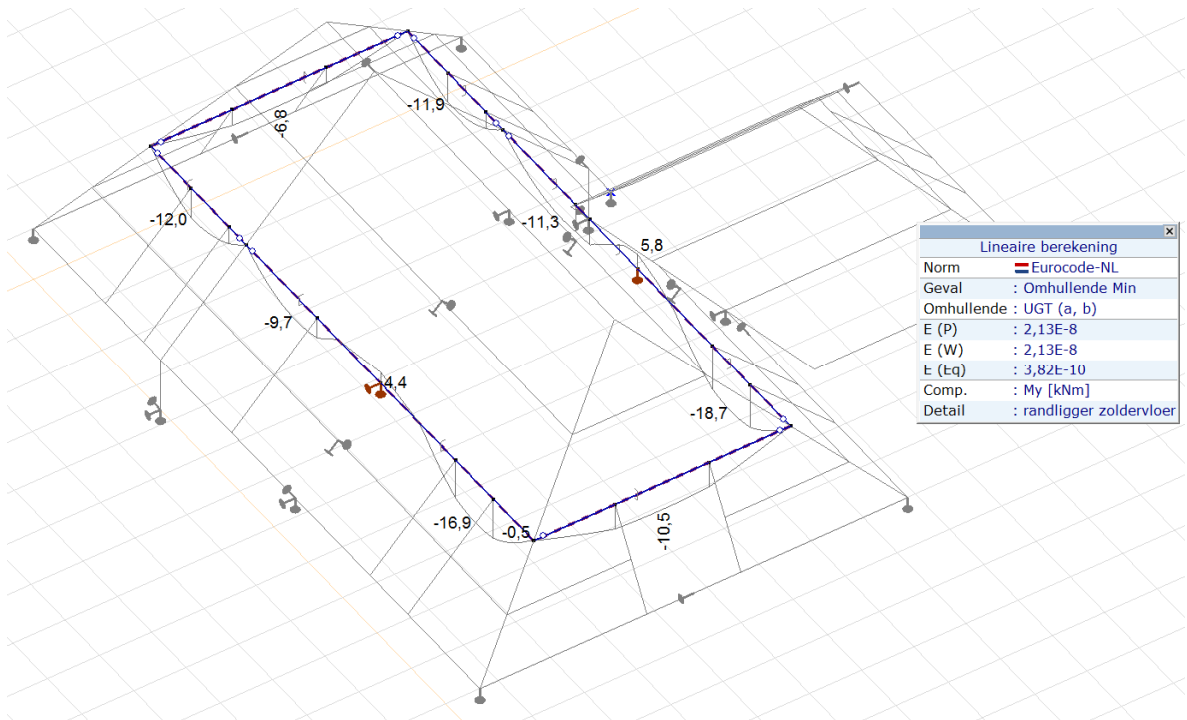 -11,9
-6,8
-12,0
-11,3
5,8
-9,7
4,4
-18,7
-16,9
-0,5
-10,5
Lineaire berekening
Norm Eurocode-NL
Geval : Omhullende Min
Omhullende : UGT (a, b)
E (P) : 2,13E-8
E (W) : 2,13E-8
E (Eq) : 3,82E-10
Comp. : My [kNm]
Detail : randligger zoldervloer